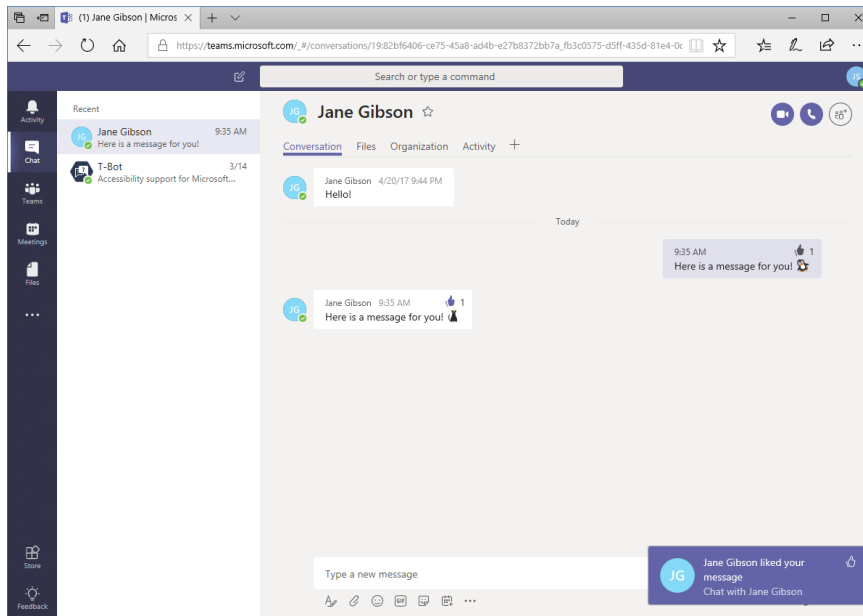 (1) Jane Gibson | Micros
https://teams.microsoft.com/_#/conversations/19:82bf6406-ce75-45a8-ad4b-e27b8372bb7a_fb3c0575-d5ff-435d-81e4-0c
Search or type a command
JS
Activity
Chat
Teams
Meetings
Files
Store
Feedback
Recent
JG
Jane Gibson 9:35 AM
Here is a message for you!
T-Bot 3/14
Accessibility support for Microsoft...
JG
Jane Gibson
Conversation Files Organization Activity
JG
Jane Gibson 4/20/17 9:44 PM
Hello!
Today
9:35 AM 1
Here is a message for you!
JG
Jane Gibson 9:35 AM 1
Here is a message for you!
Type a new message
GIF
JG
Jane Gibson liked your
message
Chat with Jane Gibson